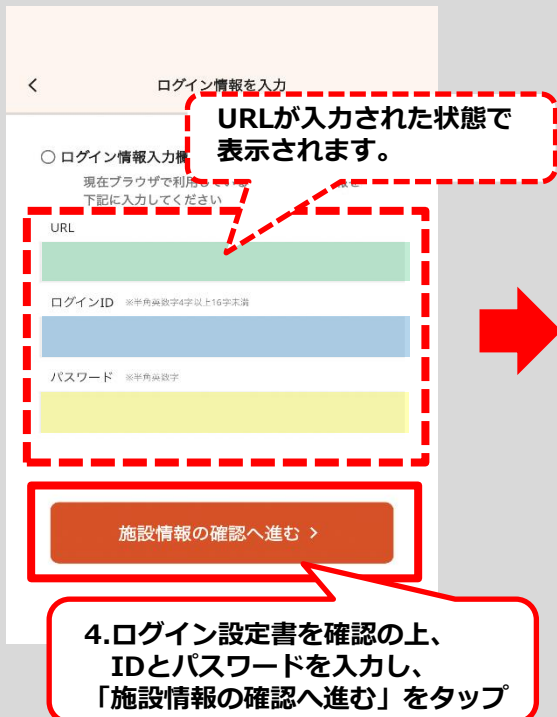 <
ログイン情報を入力
URLが入力された状態で
表示されます。
○ ログイン情報入力欄
現在ブラウザで利用している
下記に入力してください
URL
ログインID ※半角英数字4字以上16字未満
パスワード ※半角英数字
施設情報の確認へ進む >
4.ログイン設定書を確認の上、
IDとパスワードを入力し、
「施設情報の確認へ進む」をタップ